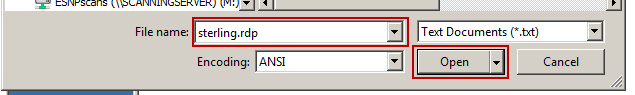 ESNPscans (\\SCANNINGSERVER) (M:)
File name: sterling.rdp Text Documents (*.txt)
Encoding: ANSI Open Cancel